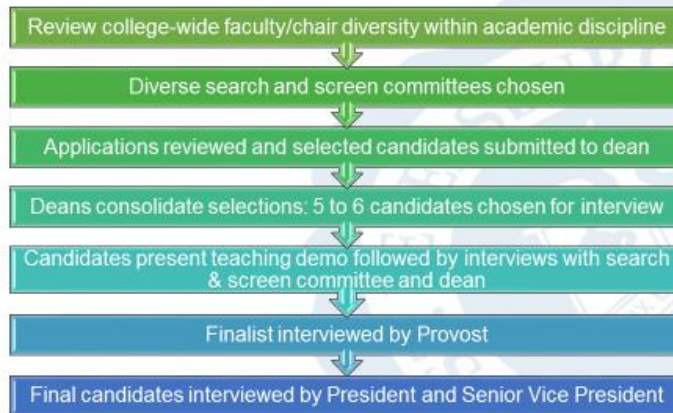 Review college-wide faculty/chair diversity within academic discipline
Diverse search and screen committees chosen
Applications reviewed and selected candidates submitted to dean
Deans consolidate selections: 5 to 6 candidates chosen for interview
Candidates present teaching demo followed by interviews with search
& screen committee and dean
Finalist interviewed by Provost
Final candidates interviewed by President and Senior Vice President